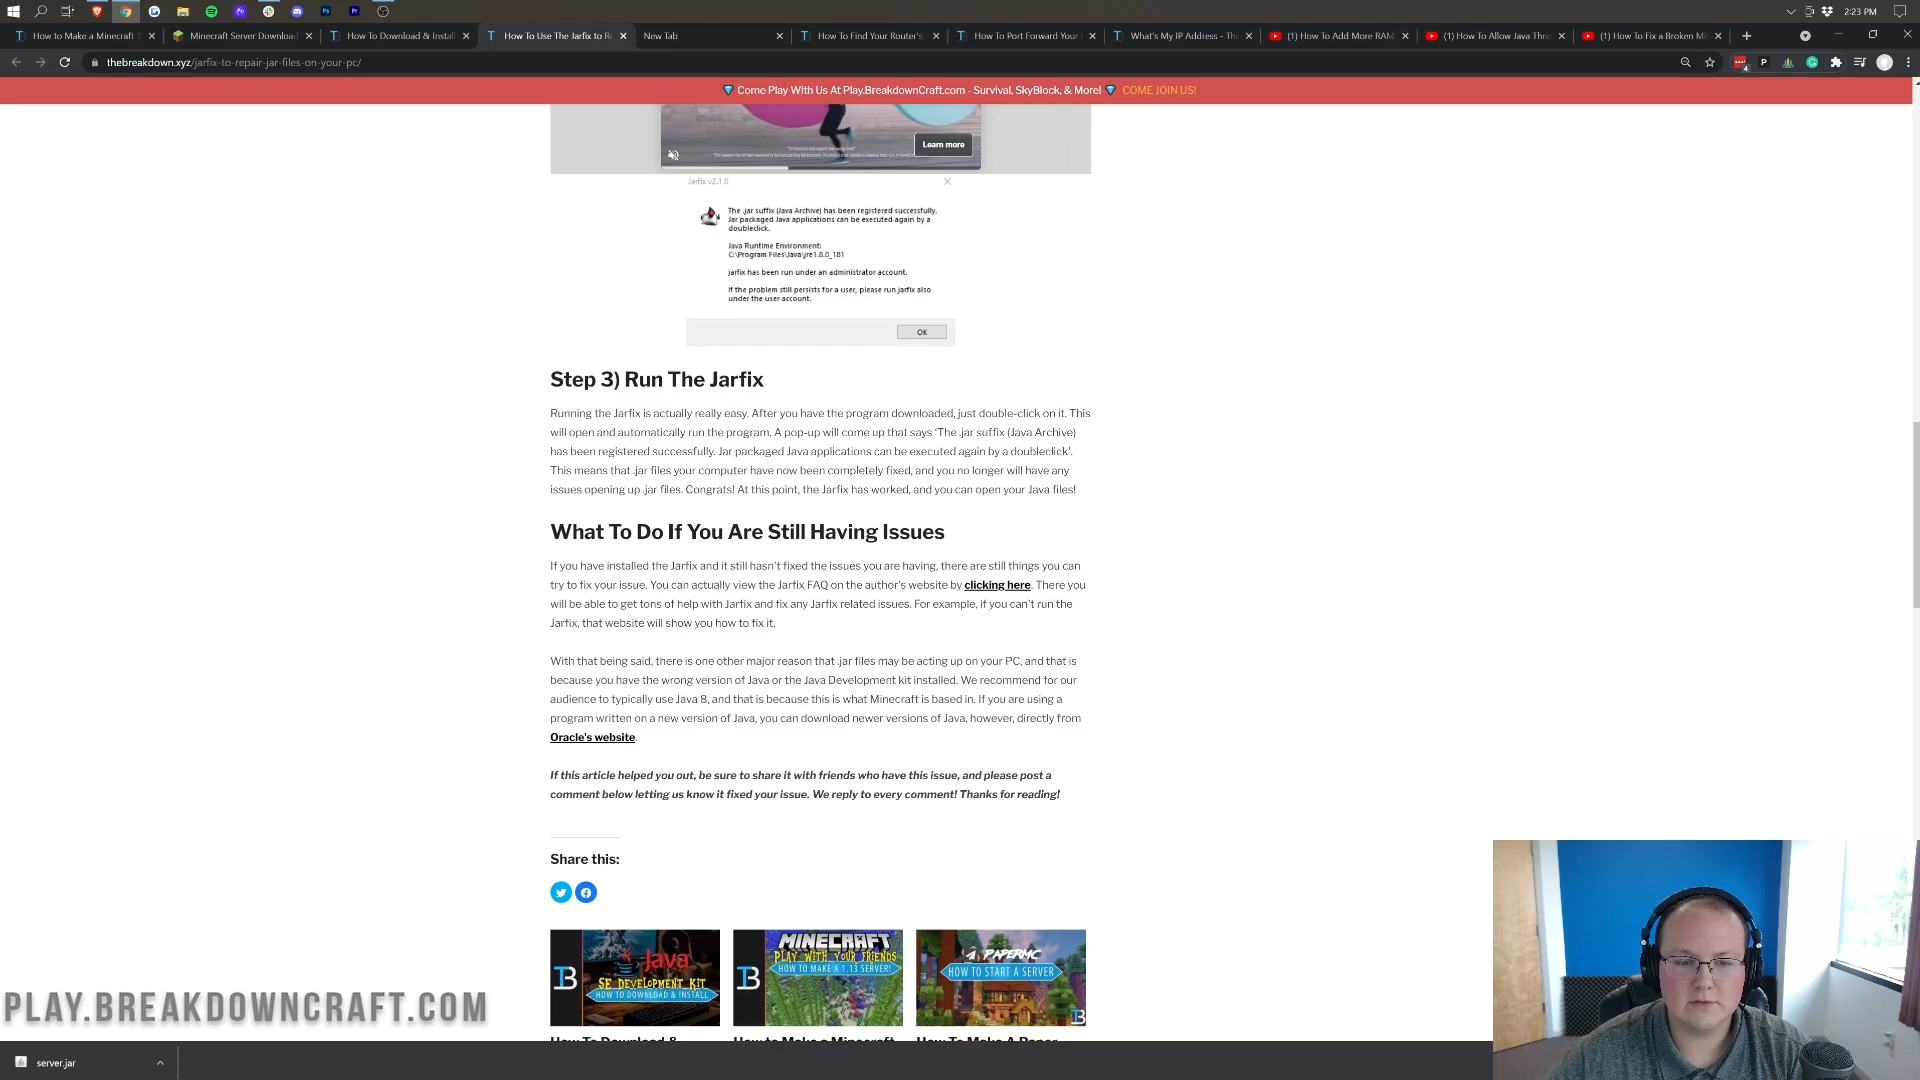 2:23 PM
How to Make a Minecraft 1
Minecraft Server Download
How To Download & Install
How To Use The Jarfix to Re
New Tab
How To Find Your Router's
How To Port Forward Your
What's My IP Address - The
(1) How To Add More RAM
(1) How To Allow Java Thro
(1) How To Fix a Broken Mi
thebreakdown.xyz/jarfix-to-repair-jar-files-on-your-pc/
Come Play With Us At Play.BreakdownCraft.com - Survival, SkyBlock, & More! COME JOIN US!
Learn more
Jarfix v2.1.0
The .jar suffix (Java Archive) has been registered successfully.
Jar packaged Java applications can be executed again by a
doubleclick.
Java Runtime Environment:
C:\Program Files\Java\jre1.8.0_181
jarfix has been run under an administrator account.
If the problem still persists for a user, please run jarfix also
under the user account.
OK
Step 3) Run The Jarfix
Running the Jarfix is actually really easy. After you have the program downloaded, just double-click on it. This
will open and automatically run the program. A pop-up will come up that says ‘The .jar suffix (Java Archive)
has been registered successfully. Jar packaged Java applications can be executed again by a doubleclick’.
This means that .jar files your computer have now been completely fixed, and you no longer will have any
issues opening up .jar files. Congrats! At this point, the Jarfix has worked, and you can open your Java files!
What To Do If You Are Still Having Issues
If you have installed the Jarfix and it still hasn’t fixed the issues you are having, there are still things you can
try to fix your issue. You can actually view the Jarfix FAQ on the author’s website by clicking here. There you
will be able to get tons of help with Jarfix and fix any Jarfix related issues. For example, if you can’t run the
Jarfix, that website will show you how to fix it.
With that being said, there is one other major reason that .jar files may be acting up on your PC, and that is
because you have the wrong version of Java or the Java Development kit installed. We recommend for our
audience to typically use Java 8, and that is because this is what Minecraft is based in. If you are using a
program written on a new version of Java, you can download newer versions of Java, however, directly from
Oracle's website.
If this article helped you out, be sure to share it with friends who have this issue, and please post a
comment below letting us know it fixed your issue. We reply to every comment! Thanks for reading!
Share this:
Java
SE DEVELOPMENT KIT
HOW TO DOWNLOAD & INSTALL
MINECRAFT
PLAY WITH YOUR FRIENDS
HOW TO MAKE A 1.13 SERVER!
PAPERMC
HOW TO START A SERVER
How To Download &
How to Make a Minecraft
How To Make A Paper
PLAY.BREAKDOWNCRAFT.COM
server.jar